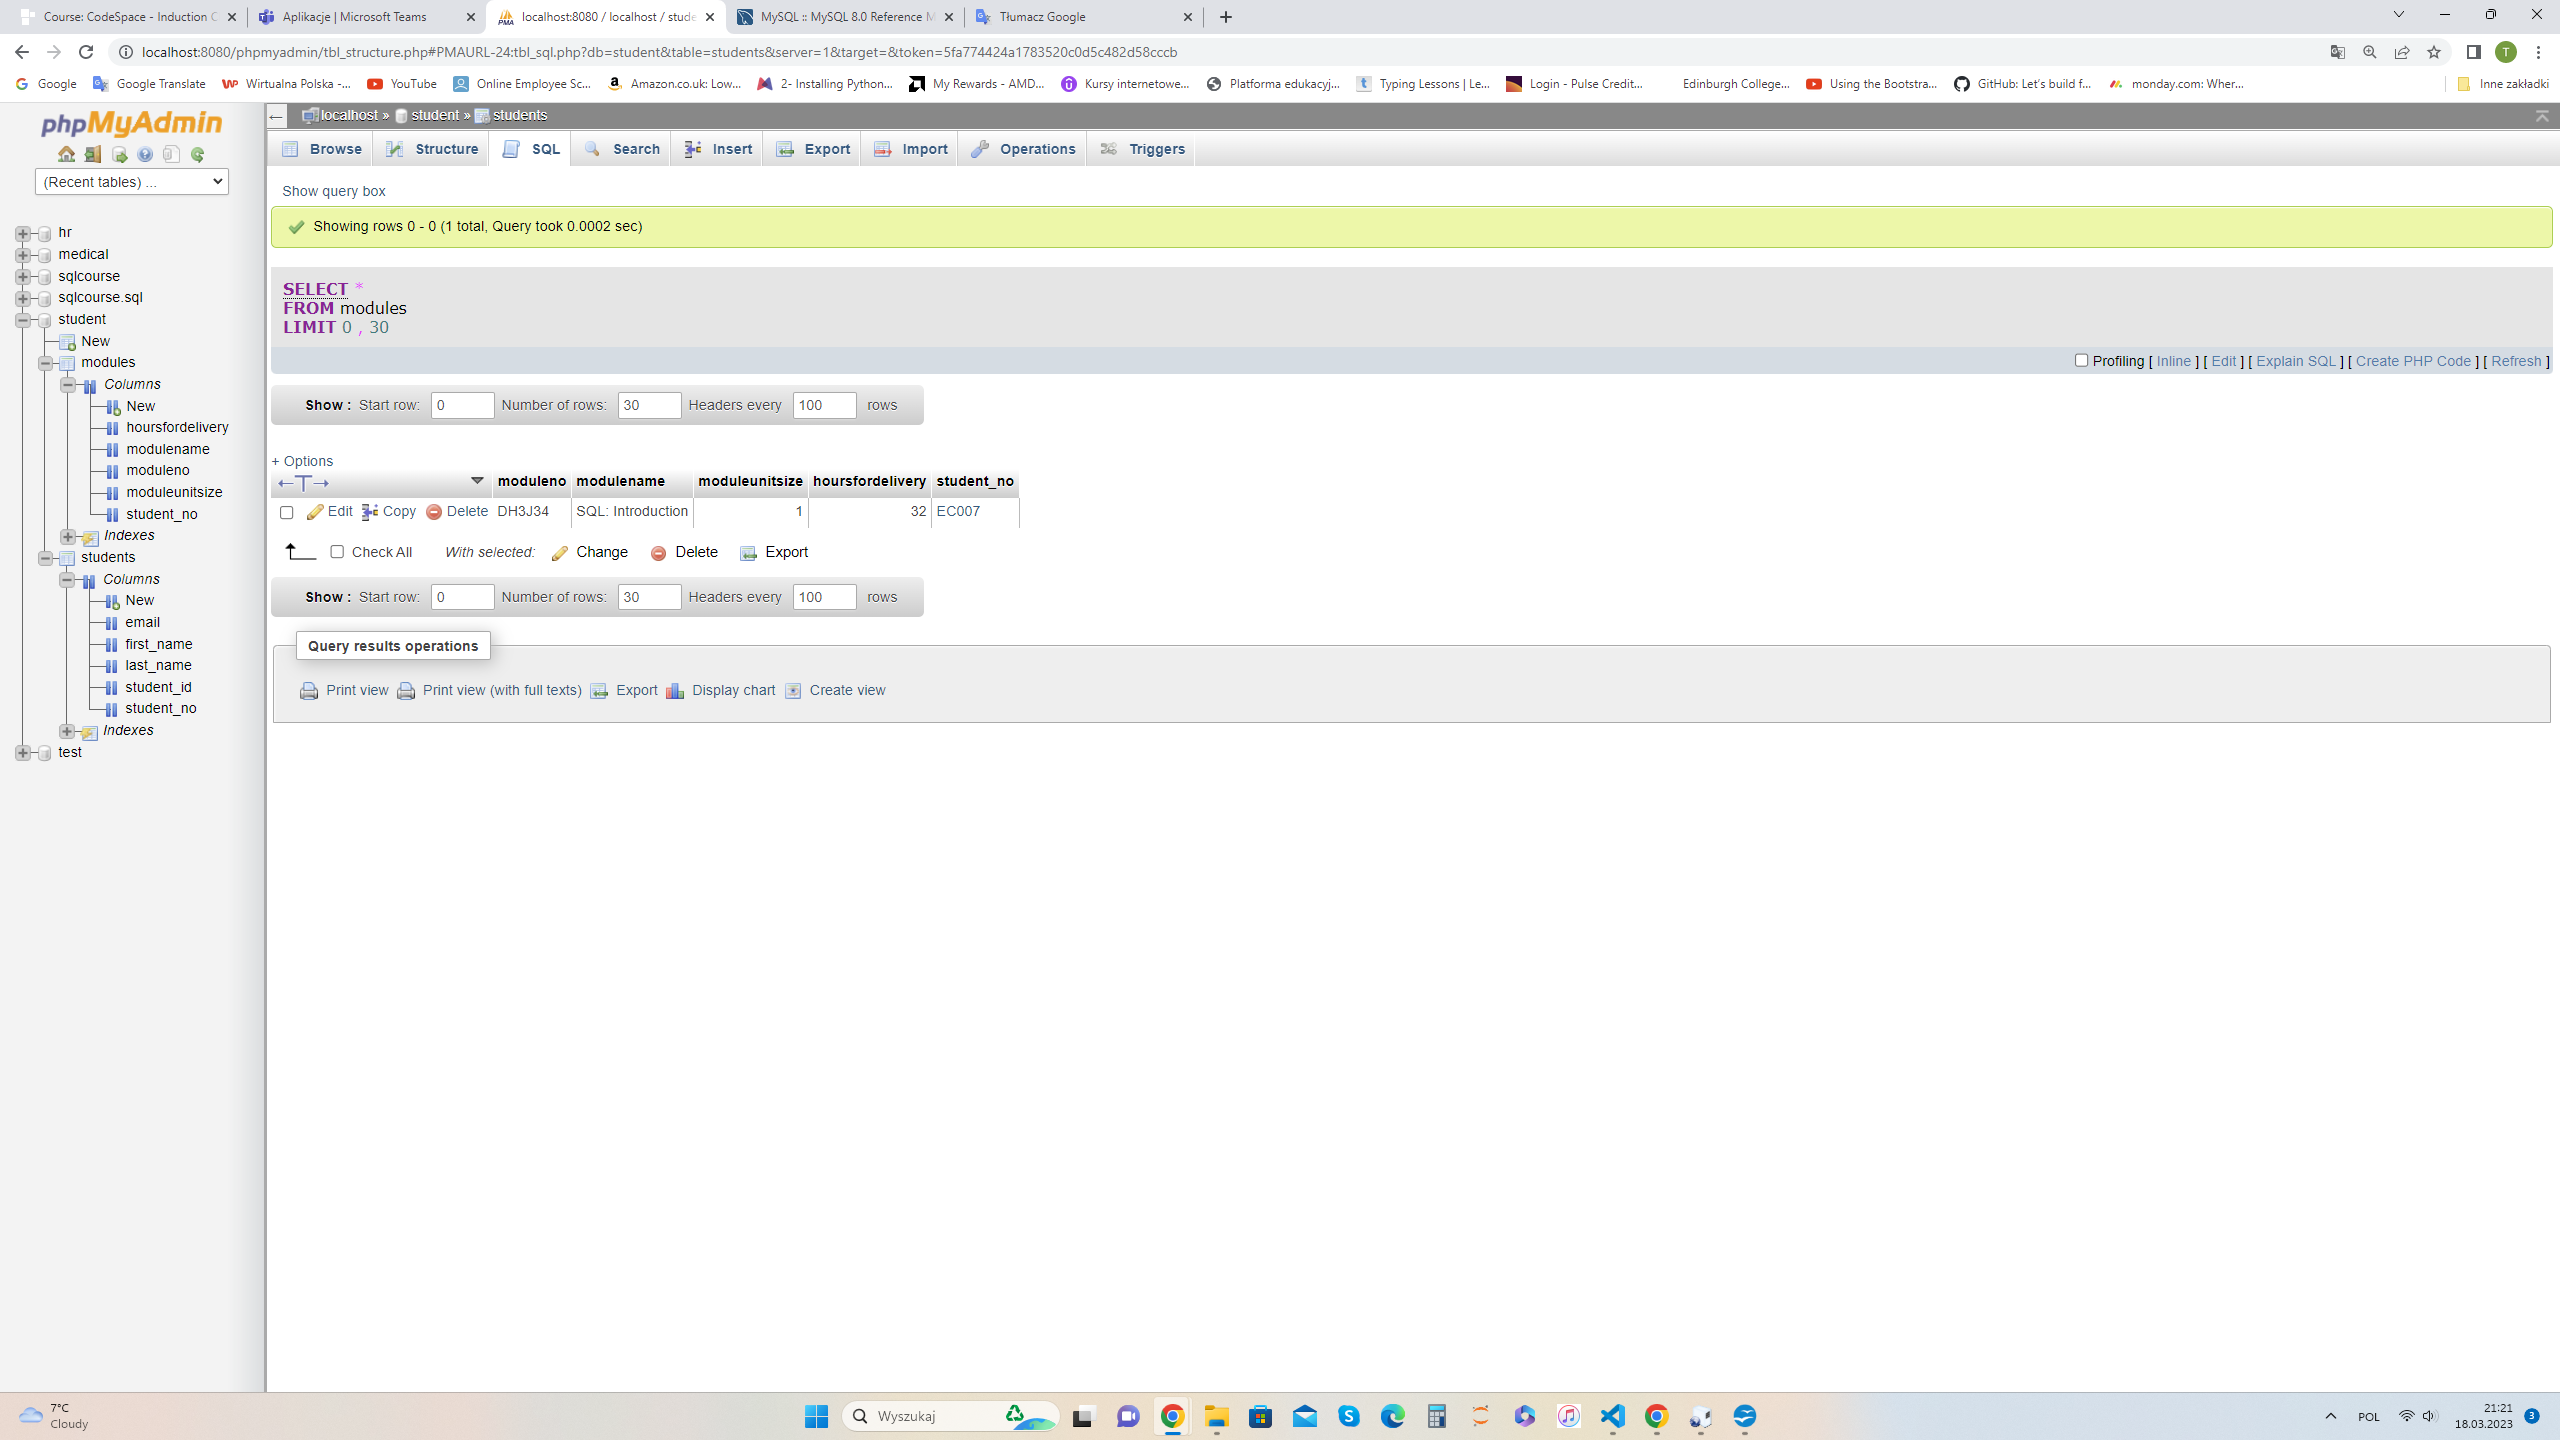 Course: CodeSpace - Induction C
Aplikacje | Microsoft Teams
localhost:8080 / localhost / stude
MySQL :: MySQL 8.0 Reference M
Tłumacz Google
localhost:8080/phpmyadmin/tbl_structure.php#PMAURL-24:tbl_sql.php?db=student&table=students&server=1&target=&token=5fa774424a1783520c0d5c482d58cccb
T
Google
Google Translate
Wirtualna Polska -...
YouTube
Online Employee Sc...
Amazon.co.uk: Low...
2- Installing Python...
My Rewards - AMD...
Kursy internetowe...
Platforma edukacyj...
Typing Lessons | Le...
Login - Pulse Credit...
Edinburgh College...
Using the Bootstra...
GitHub: Let's build f...
monday.com: Wher...
Inne zakładki
phpMyAdmin
(Recent tables) ...
hr
medical
sqlcourse
sqlcourse.sql
student
New
modules
Columns
New
hoursfordelivery
modulename
moduleno
moduleunitsize
student_no
Indexes
students
Columns
New
email
first_name
last_name
student_id
student_no
Indexes
test
localhost » student » students
Browse Structure SQL Search Insert Export Import Operations Triggers
Show query box
Showing rows 0 - 0 (1 total, Query took 0.0002 sec)
SELECT *
FROM modules
LIMIT 0 , 30
Profiling [ Inline ] [ Edit ] [ Explain SQL ] [ Create PHP Code ] [ Refresh ]
Show : Start row: 0 Number of rows: 30 Headers every 100 rows
+ Options
←T→ moduleno modulename moduleunitsize hoursfordelivery student_no
Edit Copy Delete DH3J34 SQL: Introduction 1 32 EC007
Check All With selected: Change Delete Export
Show : Start row: 0 Number of rows: 30 Headers every 100 rows
Query results operations
Print view Print view (with full texts) Export Display chart Create view
7°C
Cloudy
Wyszukaj
POL
21:21
18.03.2023
3